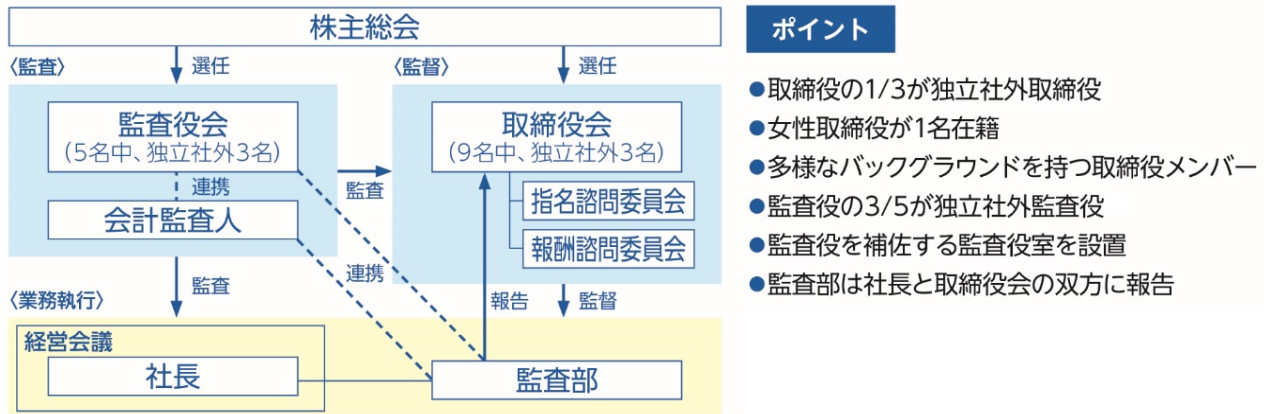 株主総会
〈監査〉
選任
〈監督〉
選任
監査役会
(5名中、独立社外3名)
連携
会計監査人
監査
取締役会
(9名中、独立社外3名)
指名諮問委員会
報酬諮問委員会
監査
連携
報告
監督
〈業務執行〉
経営会議
社長
監査部
ポイント
●取締役の1/3が独立社外取締役
●女性取締役が1名在籍
●多様なバックグラウンドを持つ取締役メンバー
●監査役の3/5が独立社外監査役
●監査役を補佐する監査役室を設置
●監査部は社長と取締役会の双方に報告